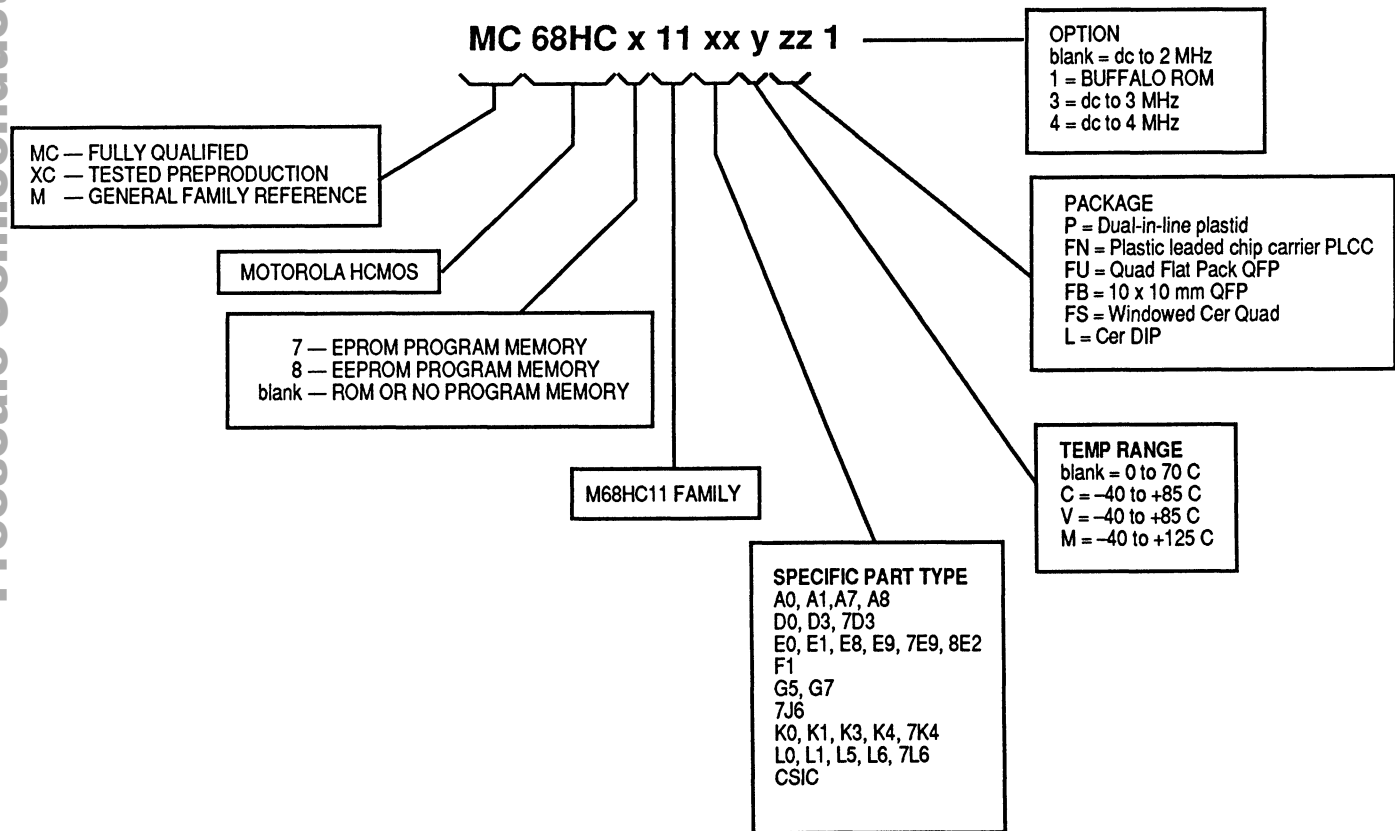 MC 68HC x 11 xx y zz 1
OPTION
blank = dc to 2 MHz
1 = BUFFALO ROM
3 = dc to 3 MHz
4 = dc to 4 MHz
MC — FULLY QUALIFIED
XC — TESTED PREPRODUCTION
M — GENERAL FAMILY REFERENCE
PACKAGE
P = Dual-in-line plastid
FN = Plastic leaded chip carrier PLCC
FU = Quad Flat Pack QFP
FB = 10 x 10 mm QFP
FS = Windowed Cer Quad
L = Cer DIP
MOTOROLA HCMOS
7 — EPROM PROGRAM MEMORY
8 — EEPROM PROGRAM MEMORY
blank — ROM OR NO PROGRAM MEMORY
TEMP RANGE
blank = 0 to 70 C
C = –40 to +85 C
V = –40 to +85 C
M = –40 to +125 C
M68HC11 FAMILY
SPECIFIC PART TYPE
A0, A1,A7, A8
D0, D3, 7D3
E0, E1, E8, E9, 7E9, 8E2
F1
G5, G7
7J6
K0, K1, K3, K4, 7K4
L0, L1, L5, L6, 7L6
CSIC